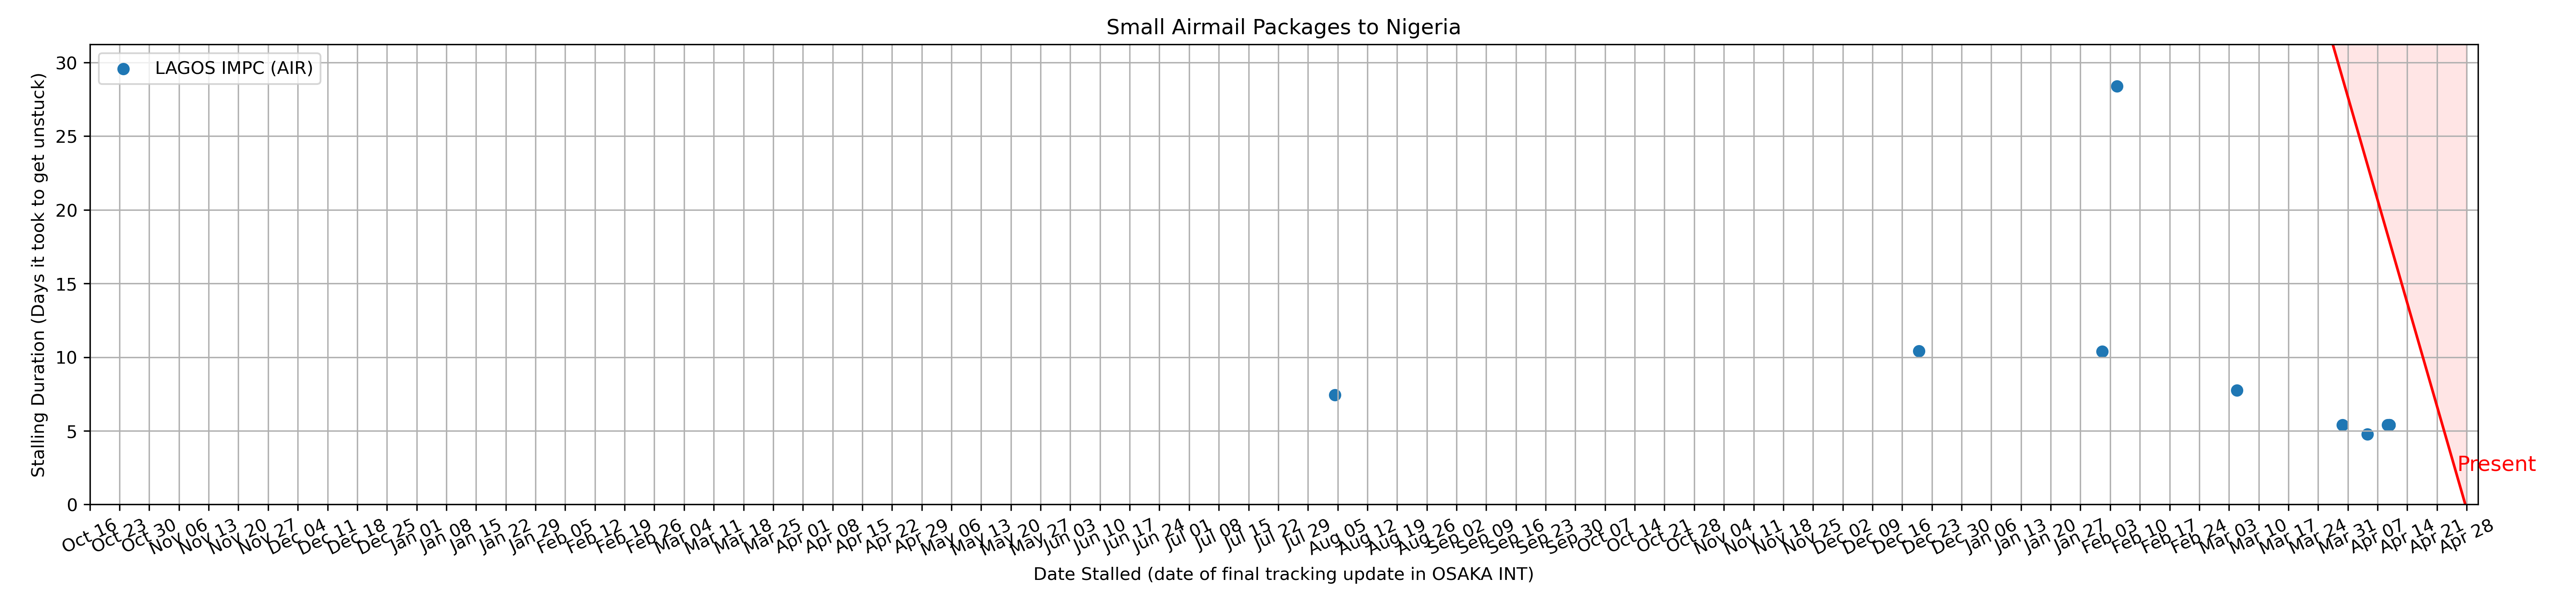 Small Airmail Packages to Nigeria
LAGOS IMPC (AIR)
Stalling Duration (Days it took to get unstuck)
30
25
20
15
10
5
0
Present
Oct 16
Oct 23
Oct 30
Nov 06
Nov 13
Nov 20
Nov 27
Dec 04
Dec 11
Dec 18
Dec 25
Jan 01
Jan 08
Jan 15
Jan 22
Jan 29
Feb 05
Feb 12
Feb 19
Feb 26
Mar 04
Mar 11
Mar 18
Mar 25
Apr 01
Apr 08
Apr 15
Apr 22
Apr 29
May 06
May 13
May 20
May 27
Jun 03
Jun 10
Jun 17
Jun 24
Jul 01
Jul 08
Jul 15
Jul 22
Jul 29
Aug 05
Aug 12
Aug 19
Aug 26
Sep 02
Sep 09
Sep 16
Sep 23
Sep 30
Oct 07
Oct 14
Oct 21
Oct 28
Nov 04
Nov 11
Nov 18
Nov 25
Dec 02
Dec 09
Dec 16
Dec 23
Dec 30
Jan 06
Jan 13
Jan 20
Jan 27
Feb 03
Feb 10
Feb 17
Feb 24
Mar 03
Mar 10
Mar 17
Mar 24
Mar 31
Apr 07
Apr 14
Apr 21
Apr 28
Date Stalled (date of final tracking update in OSAKA INT)